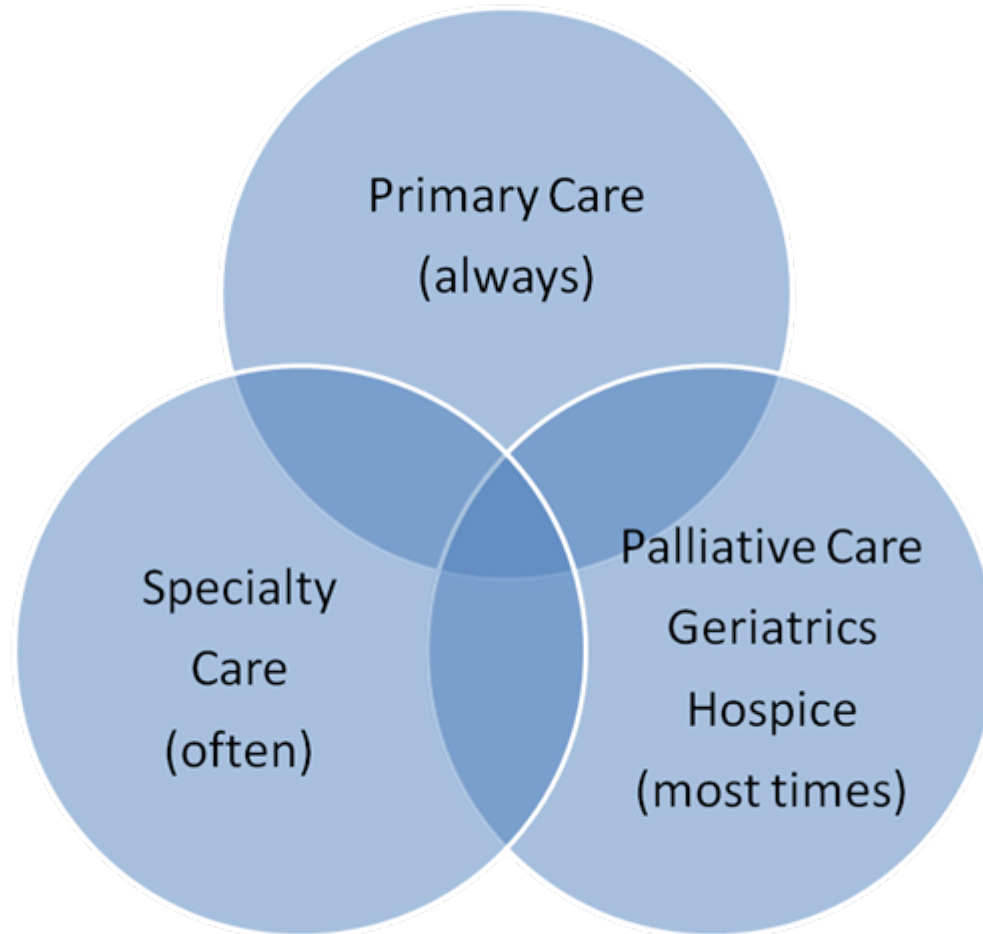 Primary Care
(always)
Specialty
Care
(often)
Palliative Care
Geriatrics
Hospice
(most times)